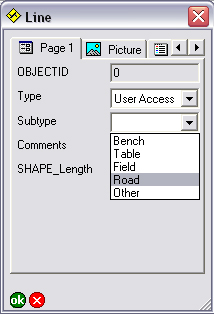 Line
Page 1 Picture
OBJECTID 0
Type User Access
Subtype
Comments
SHAPE_Length
Bench
Table
Field
Road
Other
ok